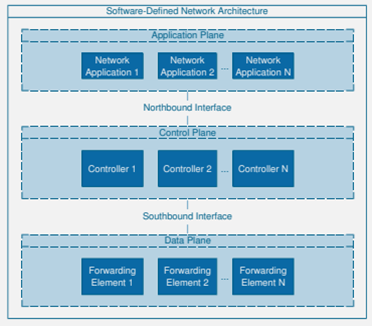 Software-Defined Network Architecture
Application Plane
Network Application 1
Network Application 2
...
Network Application N
Northbound Interface
Control Plane
Controller 1
Controller 2
...
Controller N
Southbound Interface
Data Plane
Forwarding Element 1
Forwarding Element 2
...
Forwarding Element N